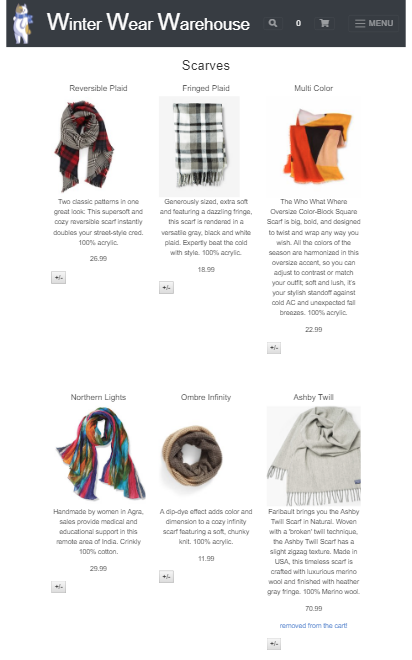 Winter Wear Warehouse
0
MENU
Scarves
Reversible Plaid
Two classic patterns in one
great look: This supersoft and
cozy reversible scarf instantly
doubles your street-style cred.
100% acrylic.
26.99
+/-
Fringed Plaid
Generously sized, extra soft
and featuring a dazzling fringe,
this scarf is rendered in a
versatile gray, black and white
plaid. Expertly beat the cold
with style. 100% acrylic.
18.99
+/-
Multi Color
The Who What Where
Oversize Color-Block Square
Scarf is big, bold, and designed
to twist and wrap any way you
wish. All the colors of the
season are harmonized in this
oversize accent, so you can
adjust to contrast or match
your outfit; soft and lush, it's
your stylish standoff against
cold AC and unexpected fall
breezes. 100% acrylic.
22.99
+/-
Northern Lights
Handmade by women in Agra,
sales provide medical and
educational support in this
remote area of India. Crinkly
100% cotton.
29.99
+/-
Ombre Infinity
A dip-dye effect adds color and
dimension to a cozy infinity
scarf featuring a soft, chunky
knit. 100% acrylic.
11.99
+/-
Ashby Twill
Faribault brings you the Ashby
Twill Scarf in Natural. Woven
with a 'broken' twill technique,
the Ashby Twill Scarf has a
slight zigzag texture. Made in
USA, this timeless scarf is
crafted with luxurious merino
wool and finished with heather
gray fringe. 100% Merino wool.
70.99
removed from the cart!
+/-